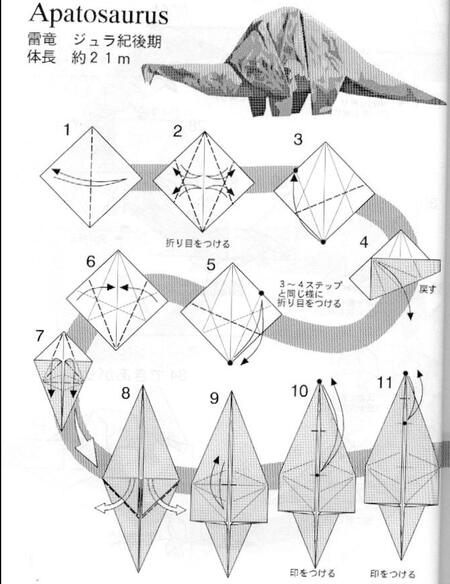 Apatosaurus
雷竜 ジュラ紀後期
体長 約21m
1
2
3
折り目をつける
4
戻す
5
3〜4ステップ
と同じ様に
折り目をつける
6
7
8
9
10
11
印をつける
印をつける